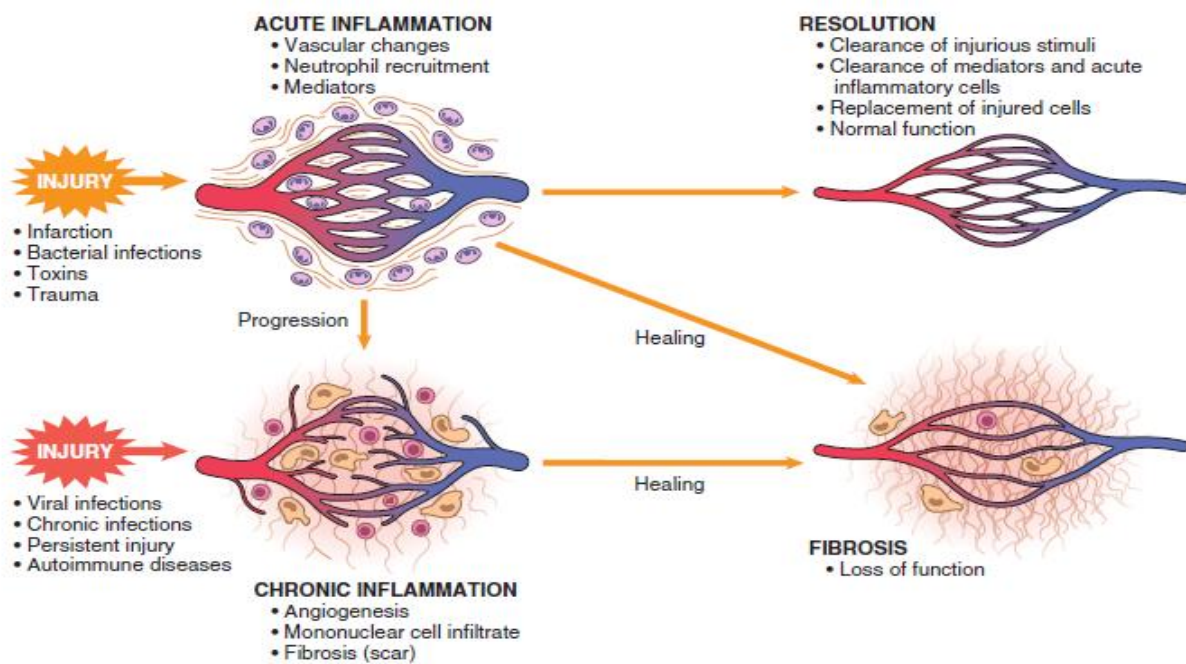 ACUTE INFLAMMATION
• Vascular changes
• Neutrophil recruitment
• Mediators
RESOLUTION
• Clearance of injurious stimuli
• Clearance of mediators and acute
inflammatory cells
• Replacement of injured cells
• Normal function
INJURY
• Infarction
• Bacterial infections
• Toxins
• Trauma
Progression
Healing
INJURY
• Viral infections
• Chronic infections
• Persistent injury
• Autoimmune diseases
Healing
CHRONIC INFLAMMATION
• Angiogenesis
• Mononuclear cell infiltrate
• Fibrosis (scar)
FIBROSIS
• Loss of function